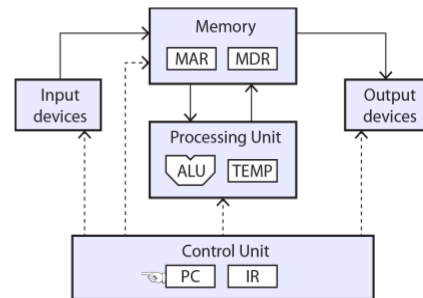 Memory
MAR MDR
Input
devices
Output
devices
Processing Unit
ALU TEMP
Control Unit
PC IR